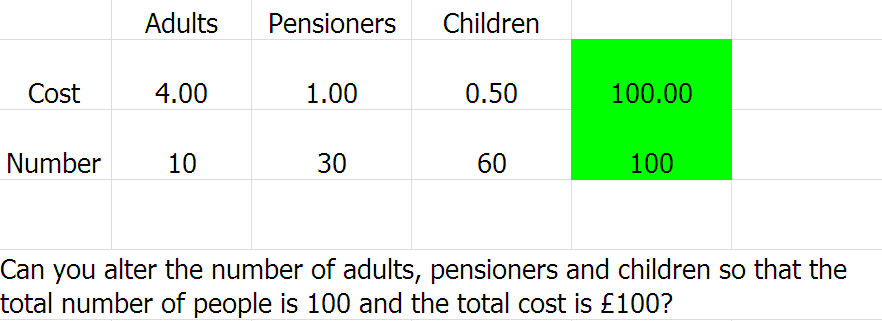 Adults Pensioners Children
Cost 4.00 1.00 0.50 100.00
Number 10 30 60 100
Can you alter the number of adults, pensioners and children so that the
total number of people is 100 and the total cost is £100?